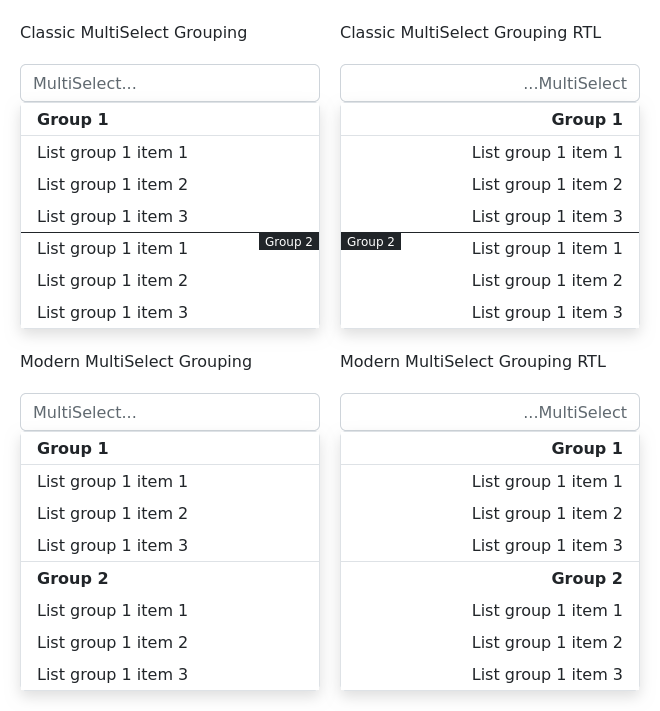 Classic MultiSelect Grouping
MultiSelect...
Group 1
List group 1 item 1
List group 1 item 2
List group 1 item 3
List group 1 item 1 Group 2
List group 1 item 2
List group 1 item 3
Classic MultiSelect Grouping RTL
...MultiSelect
Group 1
List group 1 item 1
List group 1 item 2
List group 1 item 3
Group 2 List group 1 item 1
List group 1 item 2
List group 1 item 3
Modern MultiSelect Grouping
MultiSelect...
Group 1
List group 1 item 1
List group 1 item 2
List group 1 item 3
Group 2
List group 1 item 1
List group 1 item 2
List group 1 item 3
Modern MultiSelect Grouping RTL
...MultiSelect
Group 1
List group 1 item 1
List group 1 item 2
List group 1 item 3
Group 2
List group 1 item 1
List group 1 item 2
List group 1 item 3